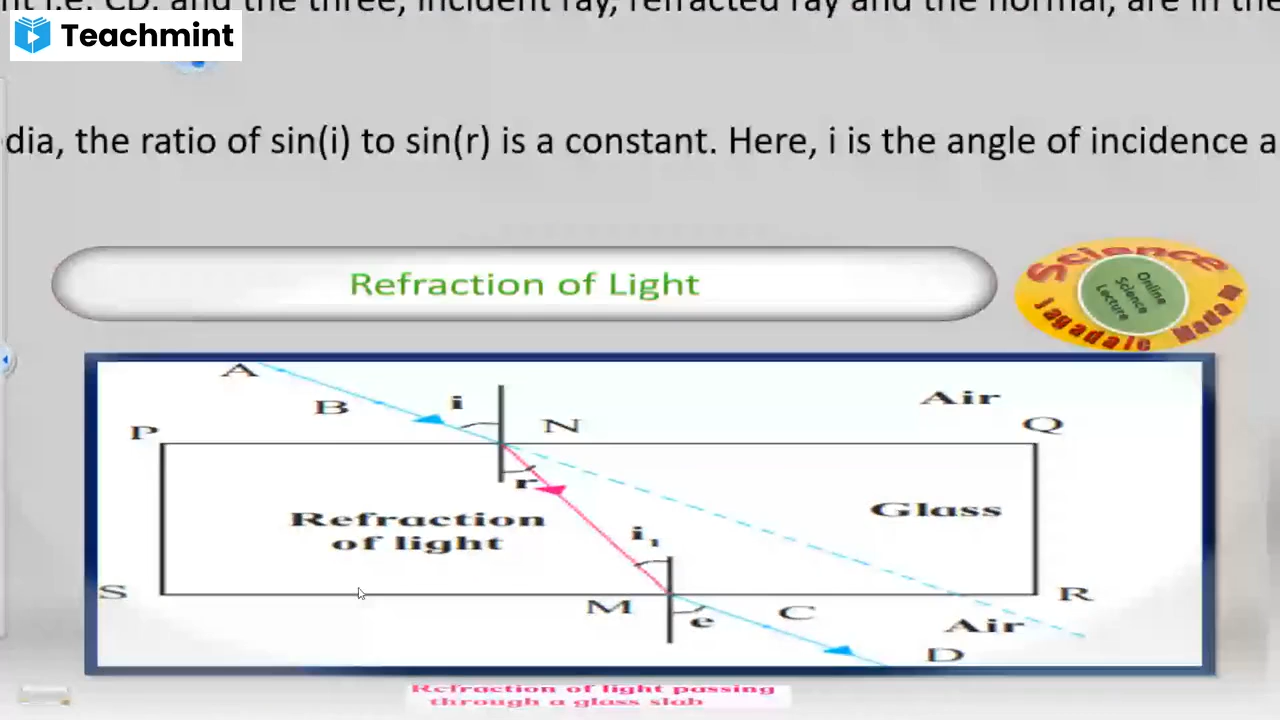 nt i.e. CD. and the three, incident ray, refracted ray and the normal, are in the
Teachmint
dia, the ratio of sin(i) to sin(r) is a constant. Here, i is the angle of incidence a
Refraction of Light
Science
Online
Science
Lecture
Jagadale Madam
A
B
i
N
Air
P
Q
r
Refraction
of light
Glass
i₁
S
M
e
C
R
Air
D
Refraction of light passing
through a glass slab